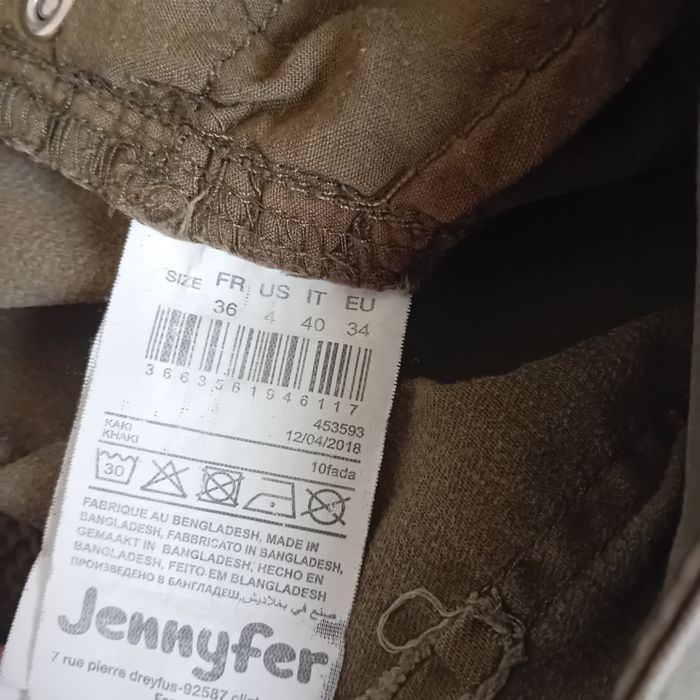 SIZE FR US IT EU
36 4 40 34
3663561946117
453593
KAKI 12/04/2018
KHAKI
10fada
30
FABRIQUE AU BENGLADESH, MADE IN
BANGLADESH, FABBRICATO IN BANGLADESH,
GEMAAKT IN BANGLADESH, HECHO EN
BANGLADESH, FEITO EM BLANGLADESH
ПРОИЗВЕДЕНО В БАНГЛАДЕШ, صنع في بغلاديش
Jennyfer
7 rue pierre dreyfus-92587